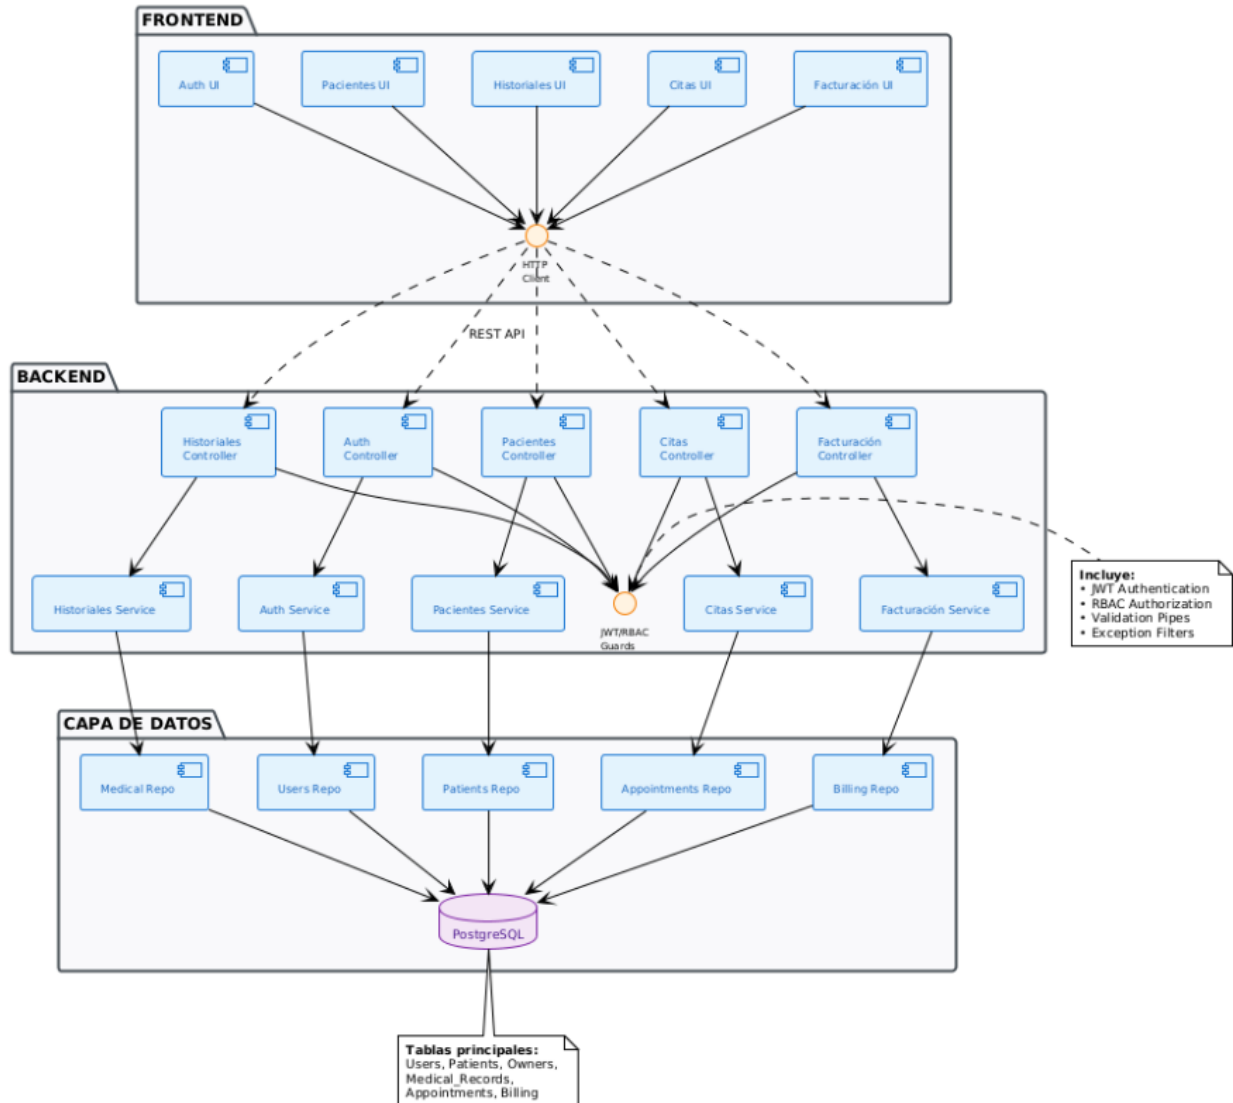 FRONTEND
Auth UI
Pacientes UI
Historiales UI
Citas UI
Facturación UI
HTTP
Client
REST API
BACKEND
Historiales
Controller
Auth
Controller
Pacientes
Controller
Citas
Controller
Facturación
Controller
Historiales Service
Auth Service
Pacientes Service
JWT/RBAC
Guards
Citas Service
Facturación Service
Incluye:
• JWT Authentication
• RBAC Authorization
• Validation Pipes
• Exception Filters
CAPA DE DATOS
Medical Repo
Users Repo
Patients Repo
Appointments Repo
Billing Repo
PostgreSQL
Tablas principales:
Users, Patients, Owners,
Medical_Records,
Appointments, Billing